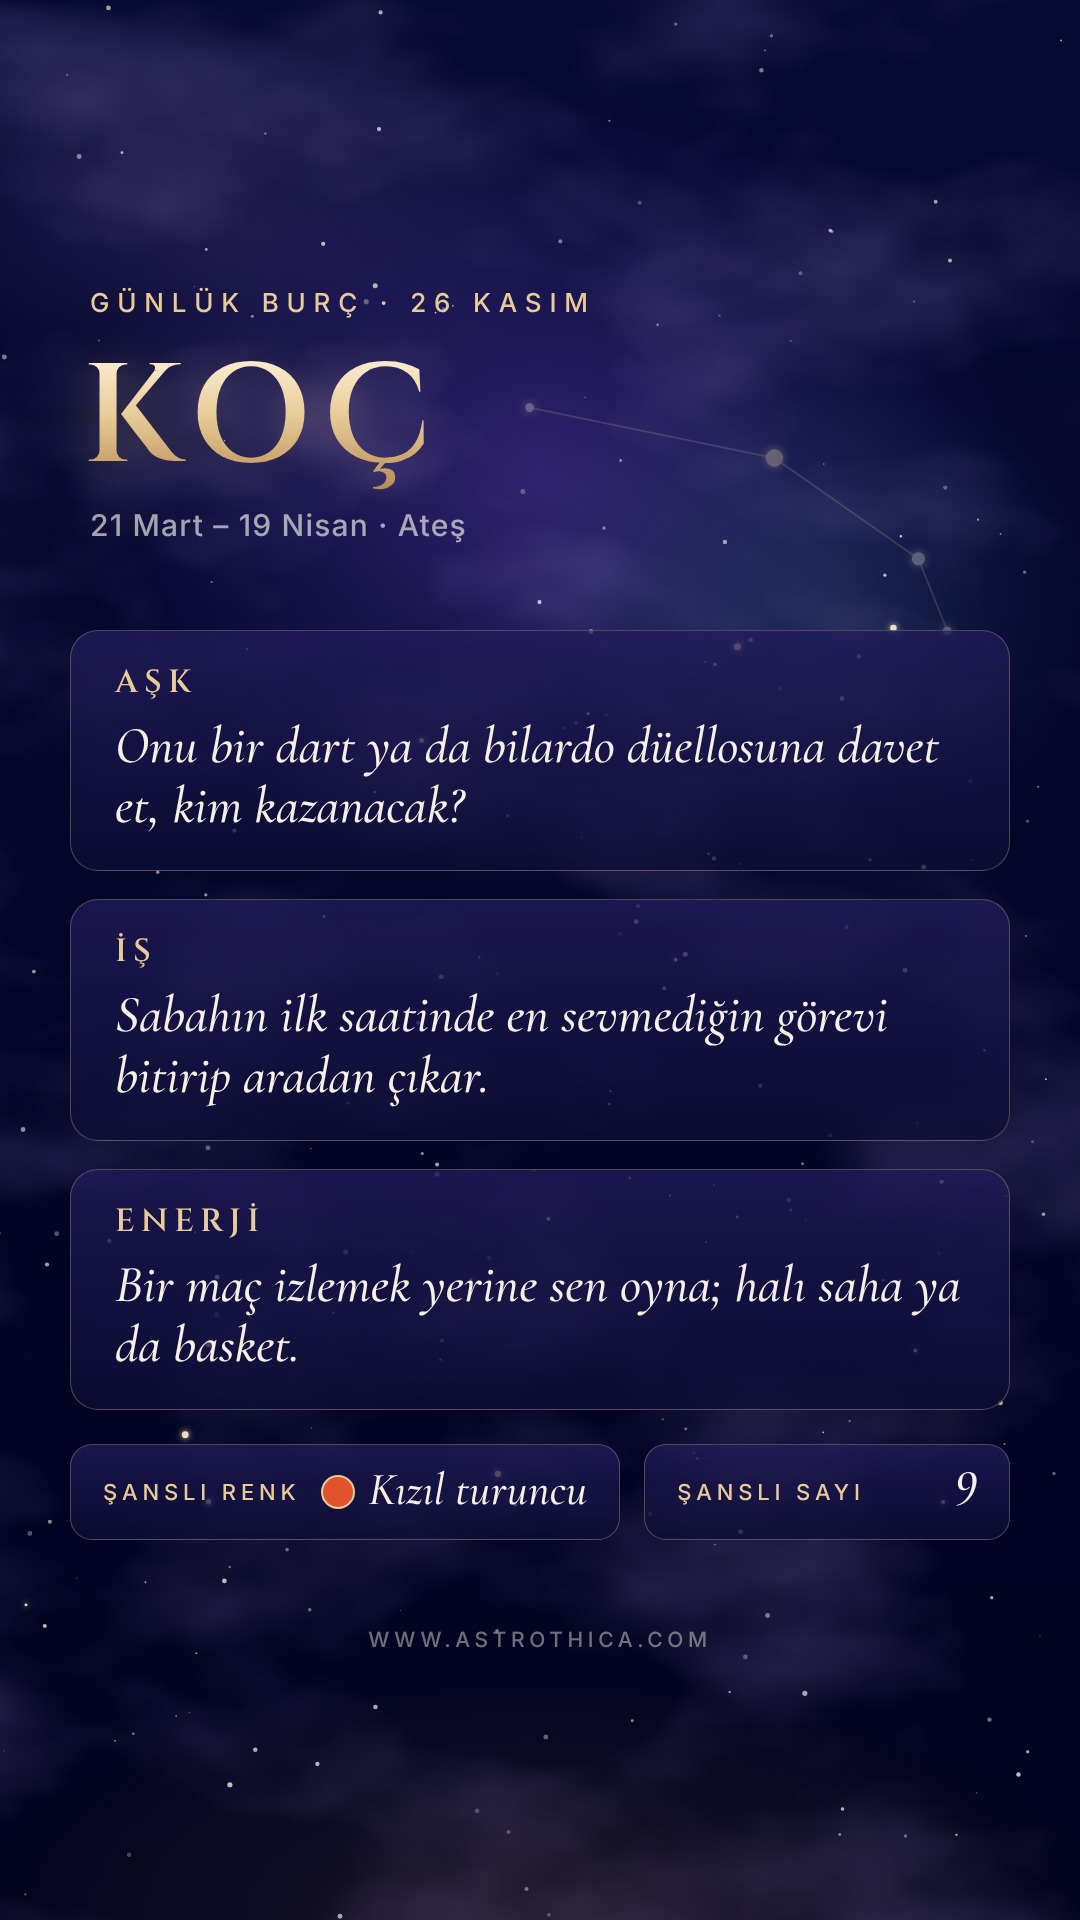 GÜNLÜK BURÇ · 26 KASIM
KOÇ
21 Mart – 19 Nisan · Ateş
AŞK
Onu bir dart ya da bilardo düellosuna davet
et, kim kazanacak?
İŞ
Sabahın ilk saatinde en sevmediğin görevi
bitirip aradan çıkar.
ENERJİ
Bir maç izlemek yerine sen oyna; halı saha ya
da basket.
ŞANSLI RENK Kızıl turuncu
ŞANSLI SAYI 9
WWW.ASTROTHICA.COM